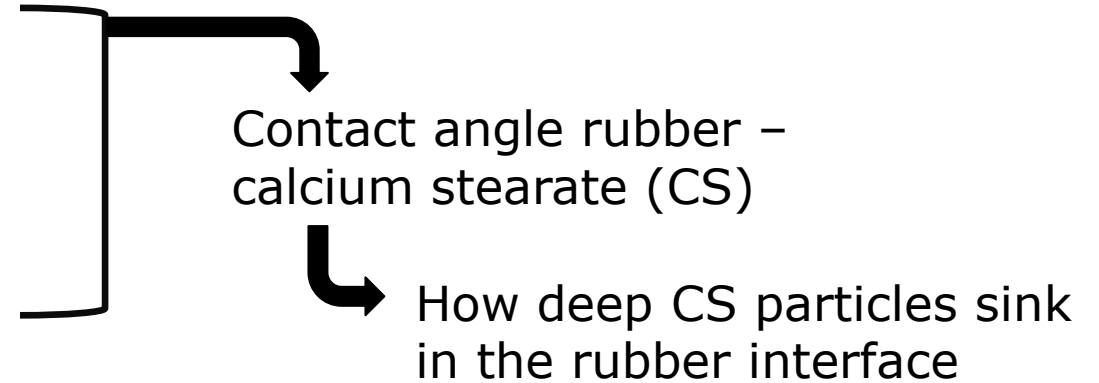 Contact angle rubber –
calcium stearate (CS)
How deep CS particles sink
in the rubber interface